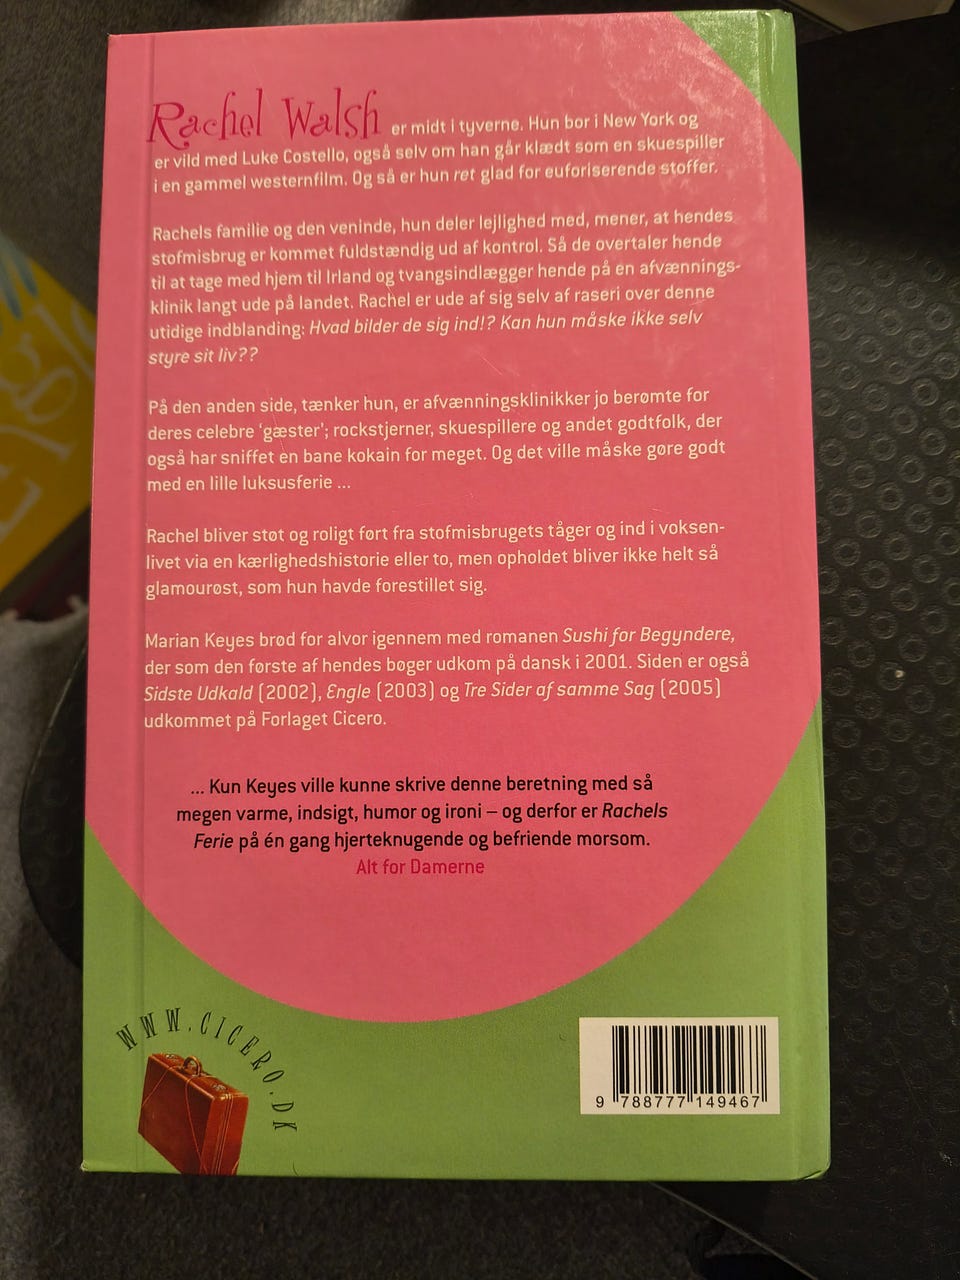 Rachel Walsh er midt i tyverne. Hun bor i New York og
er vild med Luke Costello, også selv om han går klædt som en skuespiller
i en gammel westernfilm. Og så er hun ret glad for euforiserende stoffer.
Rachels familie og den veninde, hun deler lejlighed med, mener, at hendes
stofmisbrug er kommet fuldstændig ud af kontrol. Så de overtaler hende
til at tage med hjem til Irland og tvangsindlægger hende på en afvænnings-
klinik langt ude på landet. Rachel er ude af sig selv af raseri over denne
utidige indblanding: Hvad bilder de sig ind!? Kan hun måske ikke selv
styre sit liv??
På den anden side, tænker hun, er afvænningsklinikker jo berømte for
deres celebre ‘gæster’; rockstjerner, skuespillere og andet godtfolk, der
også har sniffet en bane kokain for meget. Og det ville måske gøre godt
med en lille luksusferie ...
Rachel bliver støt og roligt ført fra stofmisbrugets tåger og ind i voksen-
livet via en kærlighedshistorie eller to, men opholdet bliver ikke helt så
glamourøst, som hun havde forestillet sig.
Marian Keyes brød for alvor igennem med romanen Sushi for Begyndere,
der som den første af hendes bøger udkom på dansk i 2001. Siden er også
Sidste Udkald (2002), Engle (2003) og Tre Sider af samme Sag (2005)
udkommet på Forlaget Cicero.
... Kun Keyes ville kunne skrive denne beretning med så
megen varme, indsigt, humor og ironi – og derfor er Rachels
Ferie på én gang hjerteknugende og befriende morsom.
Alt for Damerne
WWW.CICERO.DK
9 788777 149467